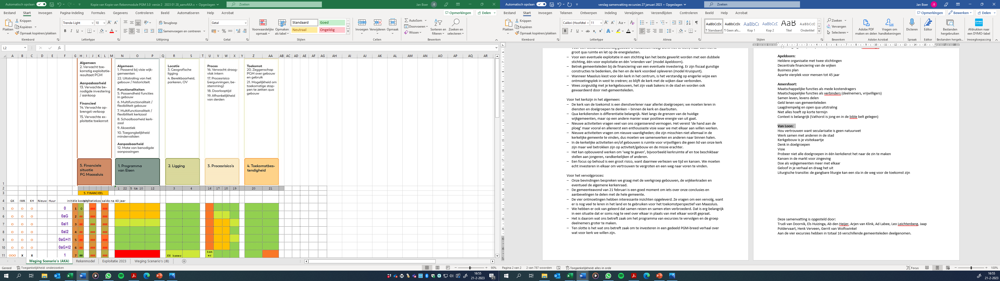 Automatisch opslaan
Kopie van Kopie van Rekenmodule PGM 3.0 versie 2 2023 01 28_aanvAKA x • Opgeslagen
Zoeken
Jan Boer
JB
Bestand Start Invoegen Pagina-indeling Formules Gegevens Controleren Beeld Automatiseren Help Acrobat
Opmerkingen Delen
Plakken
Knippen
Kopiëren
Opmaak kopiëren/plakken
Klembord
Trenda Light 10
Lettertype
Terugloop
Samenvoegen en centreren
Uitlijning
Getal
Getal
Voorwaardelijke opmaak
Opmaken als tabel
Standaard Goed
Neutraal Ongeldig
Stijlen
Invoegen Verwijderen Opmaak
Cellen
AutoSom
Doorvoeren
Wissen
Sorteren en filteren
Zoeken en selecteren
Bewerken
L2
A B C D E F G H I J K L M N O P Q R S T U V W X Y Z AA AB AC AD AE AF AG AH AI AJ AK AL AM AN AO AP AQ AR
Algemeen
2. Verwacht toe-
komstig exploitatie-
resultaat PGM
Aanpasbaarheid
13. Verwachte be-
nodigde investering
/ aankoop
Financieel
14. Verwachte op-
brengst verkoop
15. Verwachte ex-
ploitatie toekomst
5. Financiele
situatie
PG Maassluis
Algemeen
1. Passend bij visie wijk-
gemeenten
22. Uitstraling van het
gebouw / historiciteit
Functionaliteiten
5. Passendheid functies
in gebouw
6. Multifunctionaliteit /
flexibiliteit gebouw
7. Multifunctionaliteit /
flexibiliteit kerkzaal
8. Schaalbaarheid kerk-
zaal
9. Akoestiek
10. Toegangkelijkheid
mindervaliden
Aanpasbaarheid
12. Mate van benodigde
aanpassingen
1. Programma
van Eisen
Locatie
3. Geografische
ligging
4. Bereikbaarheid,
parkeren, OV
2. Ligging
Proces
16. Verwacht draag-
vlak intern
17. Procesrisico
(vergunningen, be-
stemming)
18. Doorlooptijd
19. Afhankelijkheid
van derden
3. Procesrisico's
Toekomst
20. Zeggenschap
PGM over gebouw
en gebruik
21. Mogelijkheid om
toekomstige stap-
pen te zetten qua
gebouw
4. Toekomstbes-
tendigheid
1
2 1 22 5 tm 10 12 3 4 16 17 18 19 20 21
3 5. FINANCIEEL
4 GK IMK KH Nieuw Huur initiële kosten saldo na 40 jaar
5 O O O 0 1 0 ### ###
6 O O O 0aG 2 ## ### ###
7 O O O 0aI1 3 ## ### ###
8 O O O 0aI2 4 ## ### ###
9 O O O 0aG+I1 5 ## ### ###
10 O O O 0aG+I2 6 ## ### ###
11 OOO X X 1 7 ## ### ### KH kamer kam er
Weging Scenario's (AKA) Rekenmodel Exploitatie 2023 Weging Scenario's (JB)
Gereed Toegankelijkheid: onderzoeken 90%
16:55
21-2-2023
21
Automatisch opslaan
verslag samenvatting excursies 27 januari 2023 • Opgeslagen
Zoeken
Jan Boer
JB
Bestand Start Invoegen Tekenen Ontwerpen Indeling Verwijzingen Verzendlijsten Controleren Beeld Help Acrobat
Opmerkingen Bewerken Delen
Plakken
Knippen
Kopiëren
Opmaak kopiëren/plakken
Klembord
Calibri (Hoofdtel 11
Lettertype
Alinea
AaBbCcDc AaBbCcDc AaBbCc AaBbCcD AaB AaBbCcD
¶ Standaard ¶ Geen afs... Kop 1 Kop 2 Titel Ondertitel
Stijlen
Zoeken
Vervangen
Selecteren
Bewerken
Adobe PDF maken en delen
Vragen om handtekeningen
Adobe Acrobat
Dicteren
Spraak
Editor
Editor
Bestanden hergebruiken
Bestanden hergeb...
Afdrukken naar een DYMO-label
Invoegtoepassing
groot qua ruimte en let op de energielasten.
– Voor een eventuele exploitatie in een stichting kan het beste gewerkt worden met een dubbele
stichting, één voor exploitatie en één 'vrienden van' (model Apeldoorn).
– Betrek gemeenteleden bij de financiering van een eventuele investering. Er zijn fiscaal gunstige
constructies te bedenken, die hen en de kerk voordeel opleveren (model Kruispunt).
– Wanneer Maasluis kiest voor één kerk in het centrum, is het verstandig op enigerlei wijze een
ontmoetingsplek in west te creëren; zo blijft de kerk met de wijken daar verbonden.
– Wees zorgvuldig met je kerkgebouwen, het zijn vaak bakens in de stad en worden ook
gewaardeerd door niet-gemeenteleden.
Voor het kerkzijn in het algemeen:
– De kerk van de toekomst is een dienstverlener naar allerlei doelgroepen; we moeten leren in
diensten en doelgroepen te denken – binnen de kerk en daarbuiten.
– Qua kerkdiensten is differentiatie belangrijk. Niet langs de grenzen van de huidige
wijkgemeenten, maar op een andere manier waar positieve energie van uit gaat.
– Nieuwe activiteiten vragen veel van ons organiserend vermogen. Het vereist 'de hand aan de
ploeg' maar vooral en allereerst een enthousiaste visie waar we met elkaar aan willen werken.
– Nieuwe activiteiten vragen om nieuwe vaardigheden; die zijn misschien niet allemaal in de
kerkelijke gemeente te vinden, dus moeten we samenwerken en anderen naar binnen halen.
– In de kerkelijke activiteiten en/of gebouwen is ruimte voor vrijwilligers die geen lid van onze kerk
zijn maar wel betrokken zijn op activiteit/gebouw en de missie erachter.
– Het kan opbouwend werken om 'weg te geven', bijvoorbeeld kerkruimte af en toe beschikbaar
stellen aan jongeren, randkerkelijken of anderen.
– Een focus op behoud is een groot risico, want daarmee verliezen we tijd en kansen. We moeten
echt investeren in elkaar om vertrouwen te vergroten en een weg naar voren te vinden.
Voor het vervolgproces:
– Onze bevindingen bespreken we graag met de werkgroep gebouwen, de wijkkerkraden en
eventueel de algemene kerkenraad.
– De gemeenteavond van 21 februari is een goed moment om iets over onze conclusies en
aanbevelingen te delen met de hele gemeente.
– De vier ontmoetingen hebben interessante inzichten opgeleverd. Ze vragen om een vervolg, want
er is nog veel te leren in het land en te gebruiken voor het toekomstperspectief van Maassluis.
– We hebben er ook van geleerd dat samen reizen en samen eten verbroederd. Dat is erg belangrijk
in een situatie dat er soms nog te veel over elkaar in plaats van met elkaar wordt gepraat.
– Het is daarom wat ons betreft zaak om het programma van excursies te vervolgen en de groep
deelnemers groter te maken.
– Ten slotte is het wat ons betreft zaak om te investeren in een gedeeld PGM-breed verhaal over
wat voor kerk we willen zijn.
Apeldoorn:
Heldere organisatie met twee stichtingen
Decentrale financiering van de wijken
Business plan
Aparte vierplek voor mensen tot 45 jaar
Amersfoort:
Maatschappelijke functies als mede kostendragers
Maatschappelijke functies als verbinders (deelnemers, vrijwilligers)
Samen leven, levens delen
Geld lenen van gemeenteleden
Laagdrempelig en open qua uitstraling
Niet alles hoeft op korte termijn
Context is belangrijk (Vathorst is jong en in de bible belt gelegen)
Van Loon:
Hou vertrouwen want secularisatie is geen natuurwet
Werk samen met anderen in de stad
Kerkgebouw is je visitekaartje
Denk in doelgroepen
Visie
Probeer niet alle doelgroepen in één kerkdienst het naar de zin te maken
Kansen in de markt voor zingeving
Doe als wijkgemeenten meer met elkaar
Geloof in je verhaal en draag het uit
Liturgische transitie: de gangbare liturgie kan een sta in de weg voor de toekomst zijn
Deze samenvatting is opgesteld door:
Trudi van Doornik, Els Huizinga, Ab den Heijer, Arjen van Klink, Ad Labee, Leo Leichtenberg, Jaap
Poldervaart, Henk Verveen, Gerrit van Wolfswinkel
Aan de vier excursies hebben in totaal 16 verschillende gemeenteleden deelgenomen.
Pagina 2 van 2 2 van 787 woorden Toegankelijkheid: alles in orde Focus 100%
16:55
21-2-2023